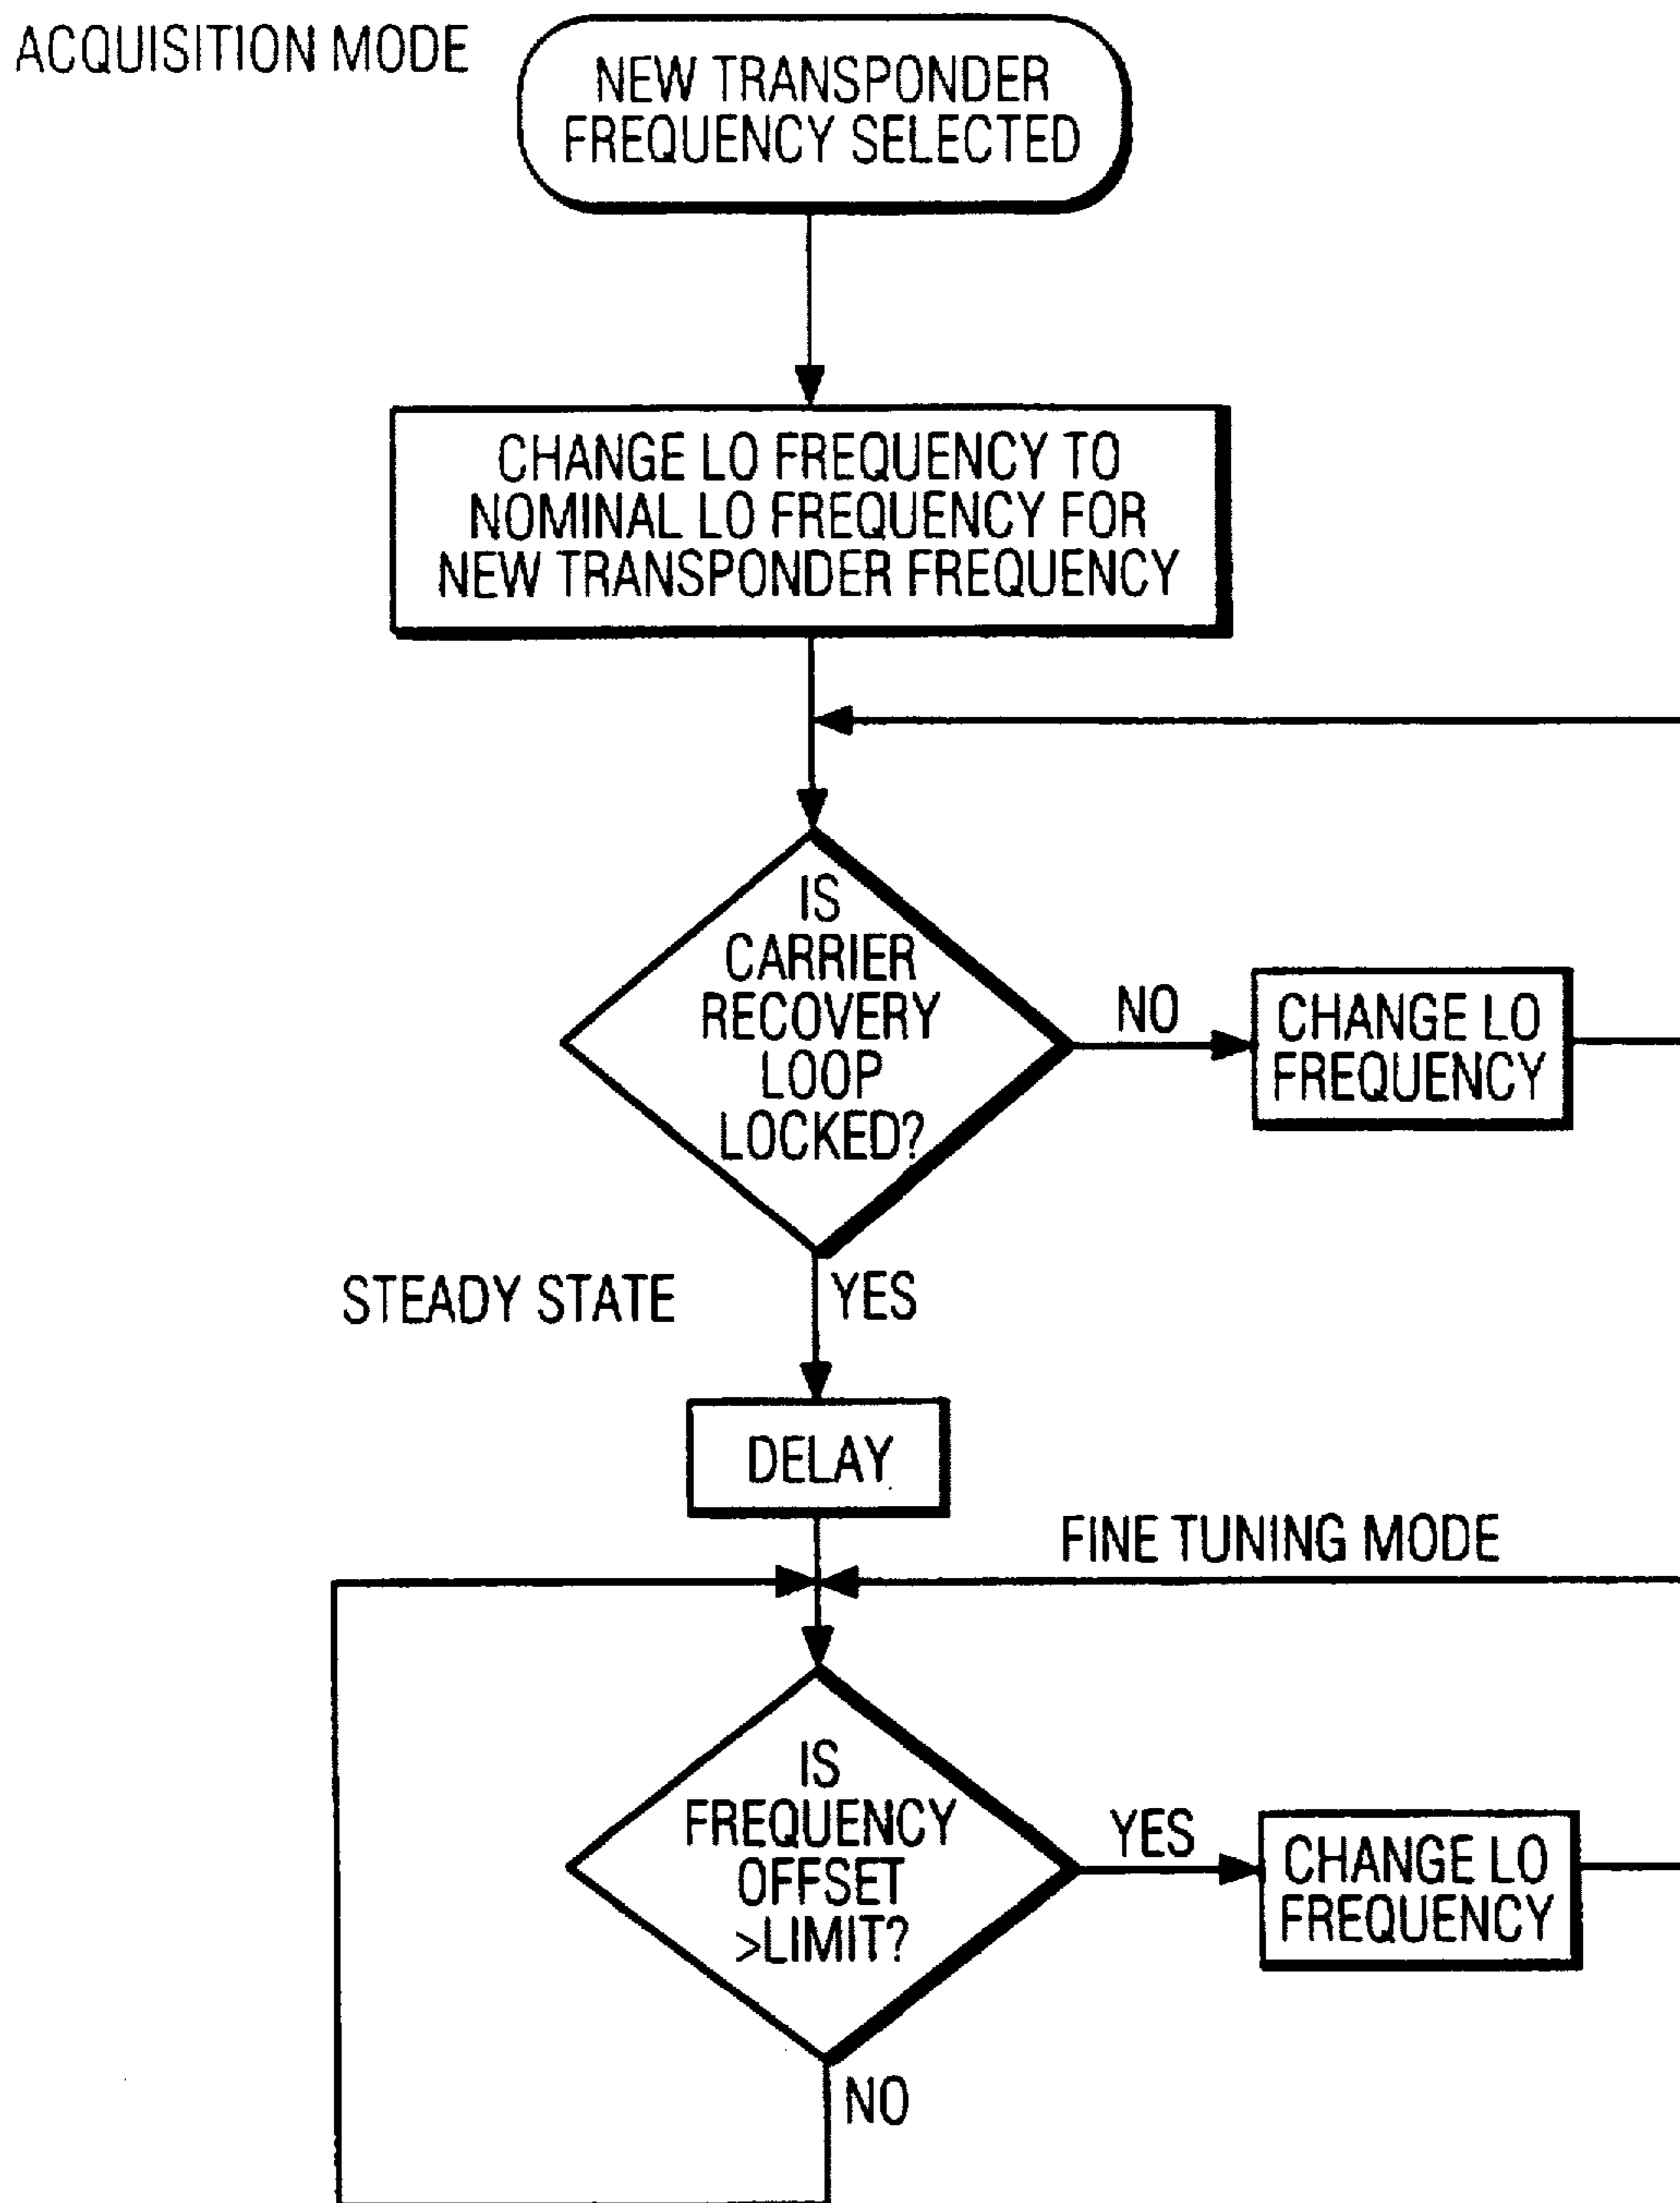 ACQUISITION MODE
NEW TRANSPONDER
FREQUENCY SELECTED
CHANGE LO FREQUENCY TO
NOMINAL LO FREQUENCY FOR
NEW TRANSPONDER FREQUENCY
IS
CARRIER
RECOVERY
LOOP
LOCKED?
NO
CHANGE LO
FREQUENCY
STEADY STATE
YES
DELAY
FINE TUNING MODE
IS
FREQUENCY
OFFSET
>LIMIT?
YES
CHANGE LO
FREQUENCY
NO